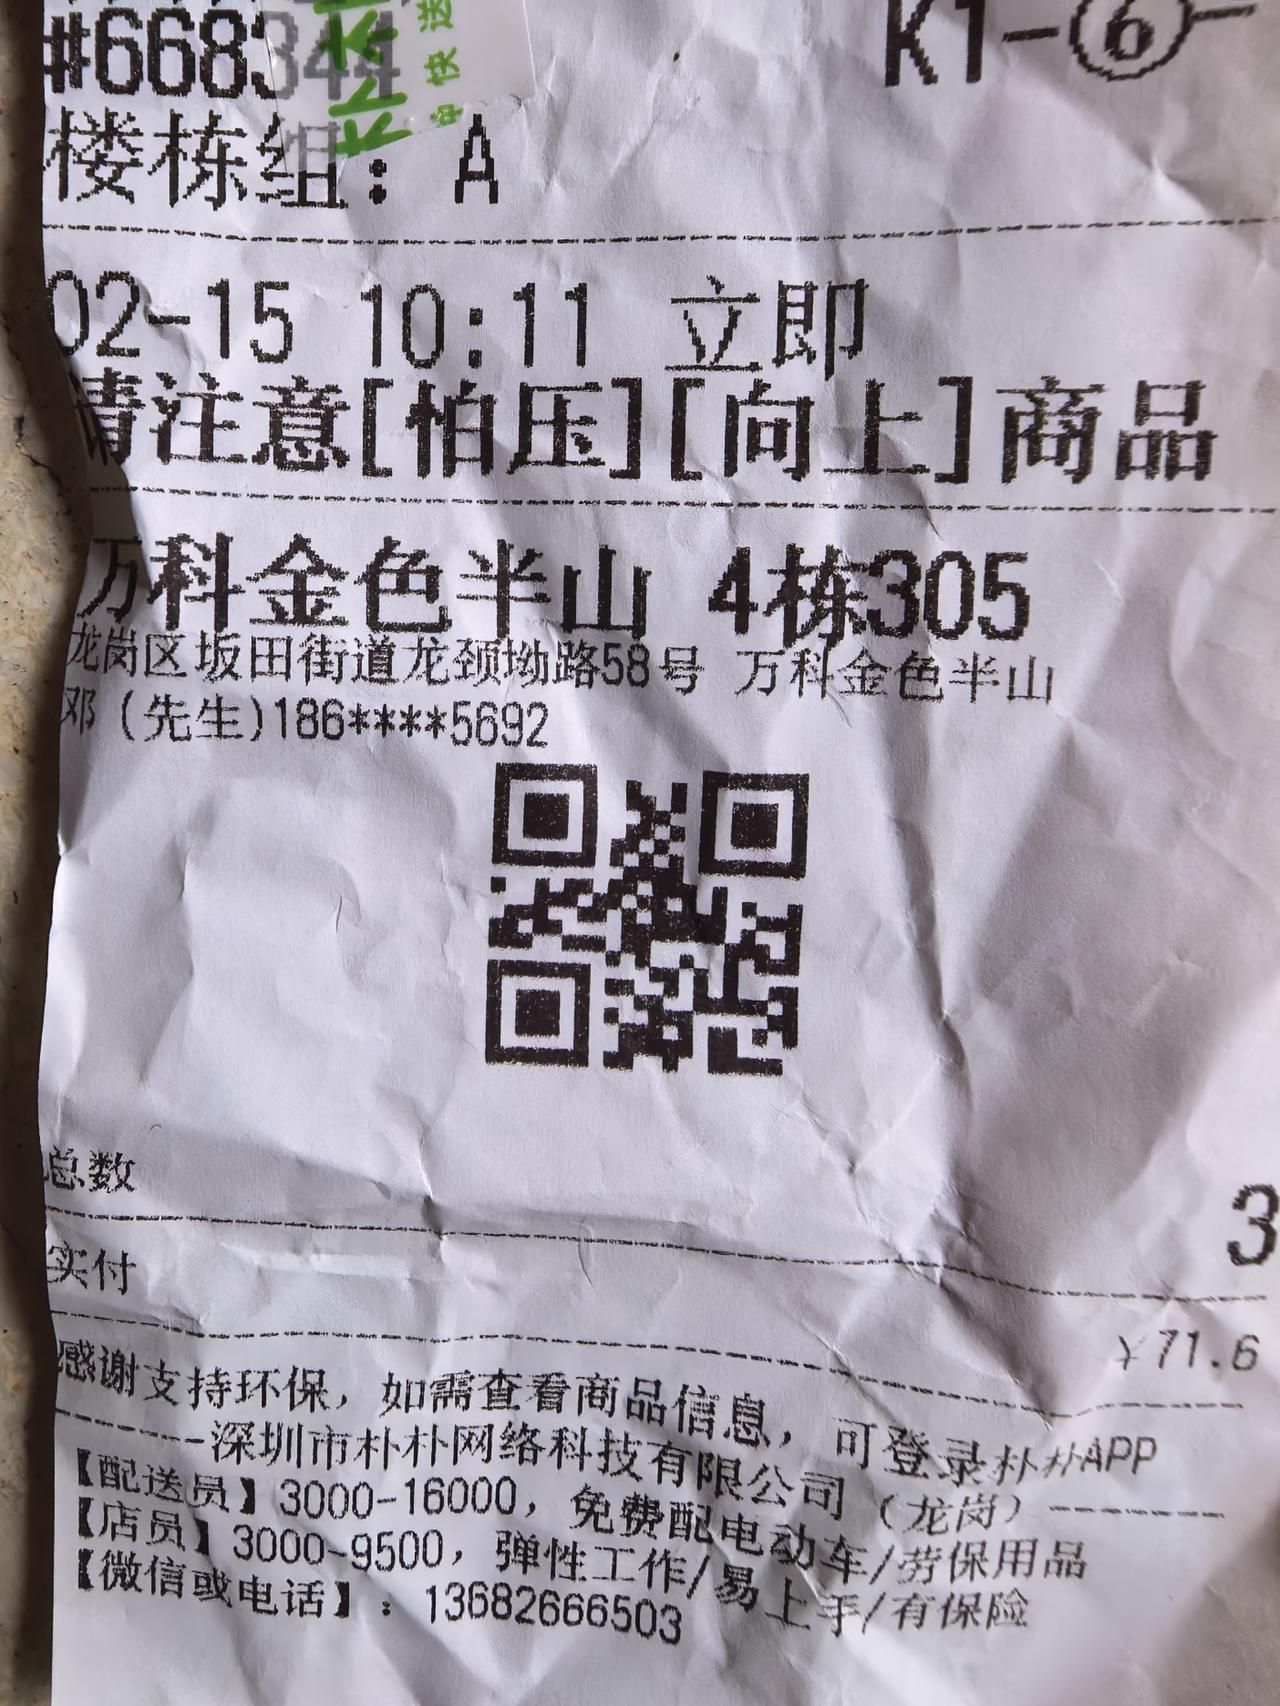 #668344
K1-⑥-
中快送
楼栋组：A
02-15 10:11 立即
请注意[怕压][向上]商品
万科金色半山 4栋305
龙岗区坂田街道龙颈坳路58号 万科金色半山
邓（先生)186****5692
总数
3
实付
￥71.6
感谢支持环保，如需查看商品信息，可登录朴朴APP
------深圳市朴朴网络科技有限公司（龙岗）------
【配送员】3000-16000，免费配电动车/劳保用品
【店员】3000-9500，弹性工作/易上手/有保险
【微信或电话】：13682666503